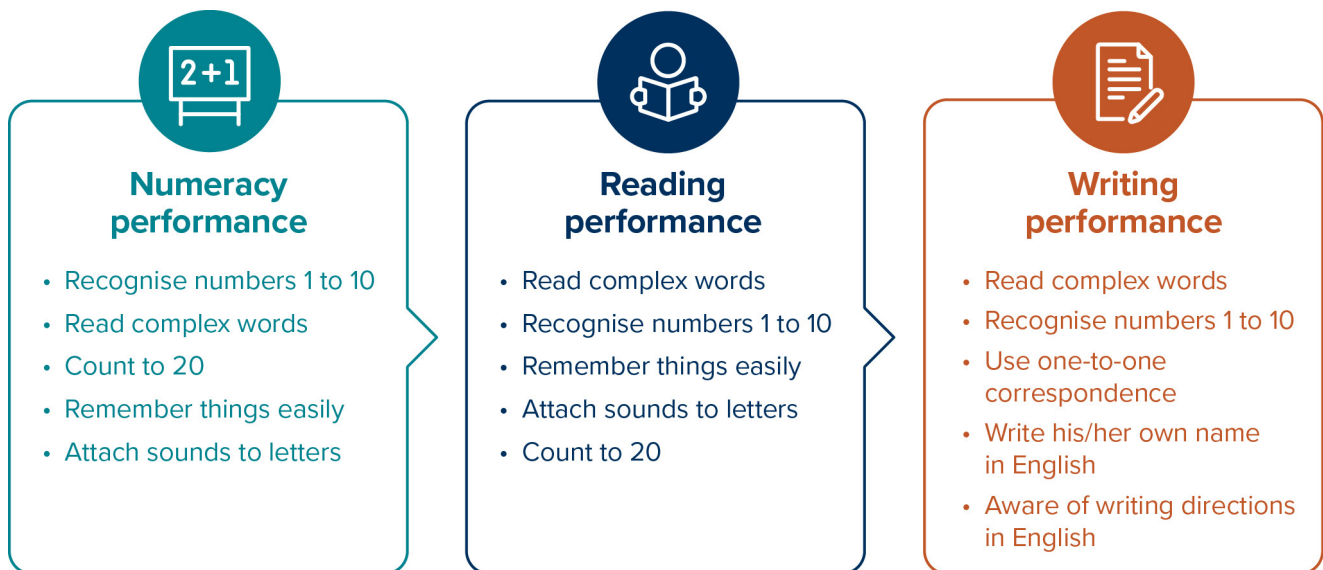 2+1
Numeracy
performance
• Recognise numbers 1 to 10
• Read complex words
• Count to 20
• Remember things easily
• Attach sounds to letters
Reading
performance
• Read complex words
• Recognise numbers 1 to 10
• Remember things easily
• Attach sounds to letters
• Count to 20
Writing
performance
• Read complex words
• Recognise numbers 1 to 10
• Use one-to-one
correspondence
• Write his/her own name
in English
• Aware of writing directions
in English